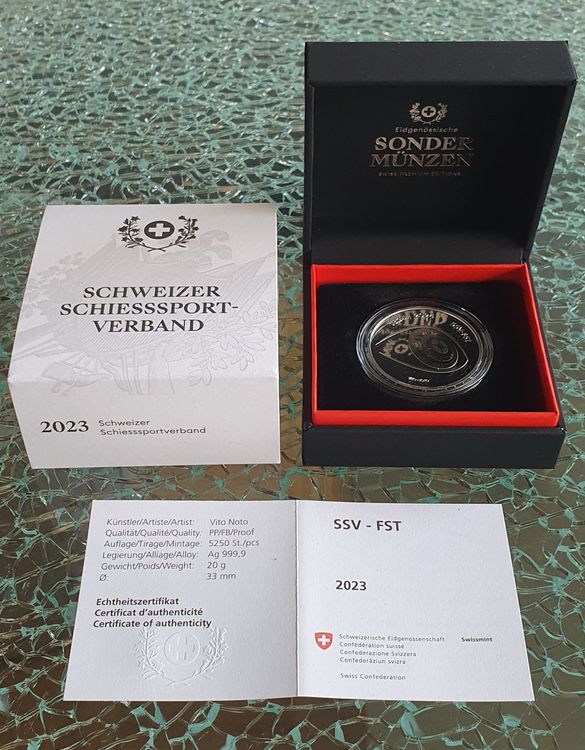 Eidgenössische
SONDER
MÜNZEN
SWISS PREMIUM EDITIONS
SCHWEIZER
SCHIESSSPORT-
VERBAND
2023 Schweizer
Schiesssportverband
Künstler/Artiste/Artist: Vito Noto
Qualität/Qualité/Quality: PP/FB/Proof
Auflage/Tirage/Mintage: 5250 St./pcs
Legierung/Alliage/Alloy: Ag 999,9
Gewicht/Poids/Weight: 20 g
Ø: 33 mm
Echtheitszertifikat
Certificat d'authenticité
Certificate of authenticity
SSV - FST
2023
Schweizerische Eidgenossenschaft Swissmint
Confédération suisse
Confederazione Svizzera
Confederaziun svizra
Swiss Confederation